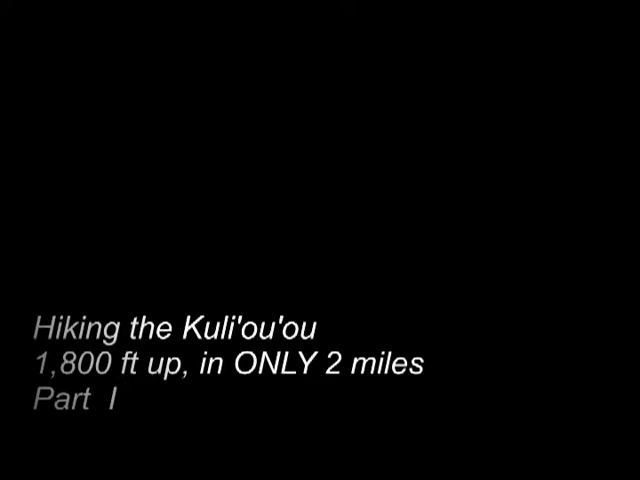 Hiking the Kuli'ou'ou
1,800 ft up, in ONLY 2 miles
Part  I